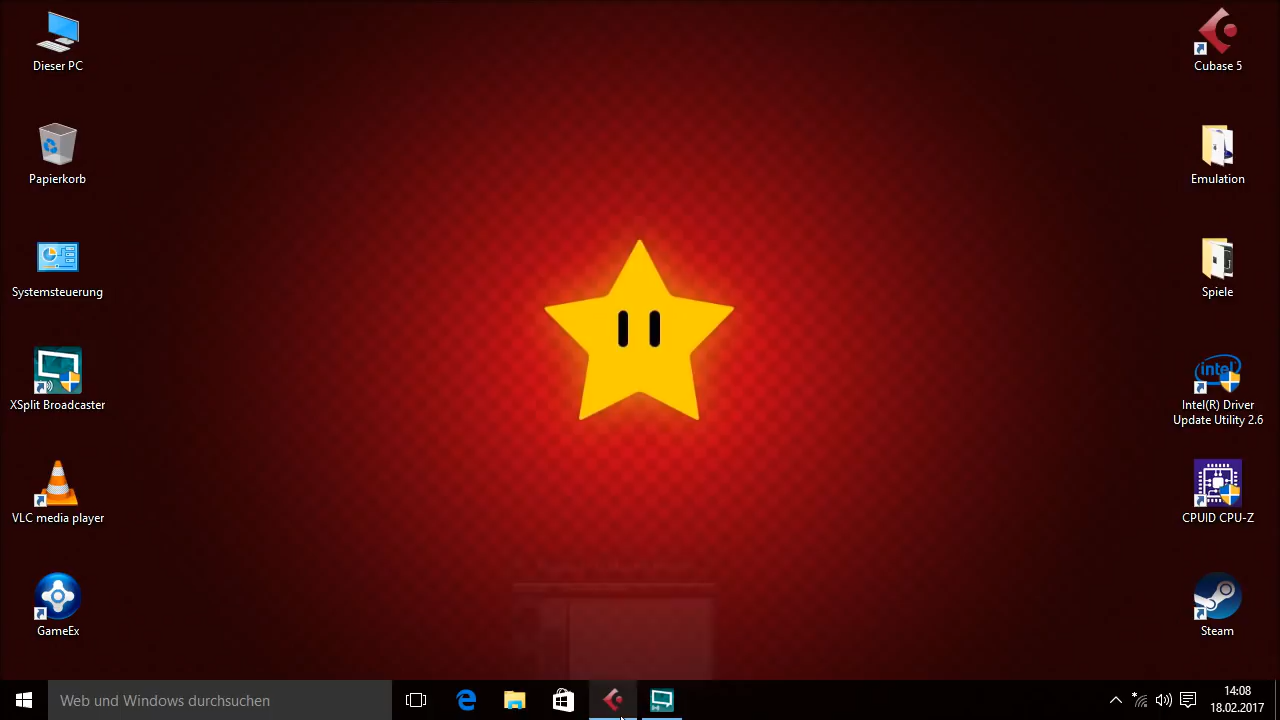 Dieser PC
Papierkorb
Systemsteuerung
XSplit Broadcaster
VLC media player
GameEx
Cubase 5
Emulation
Spiele
intel
Intel(R) Driver
Update Utility 2.6
CPUID CPU-Z
Steam
Web und Windows durchsuchen
14:08
18.02.2017